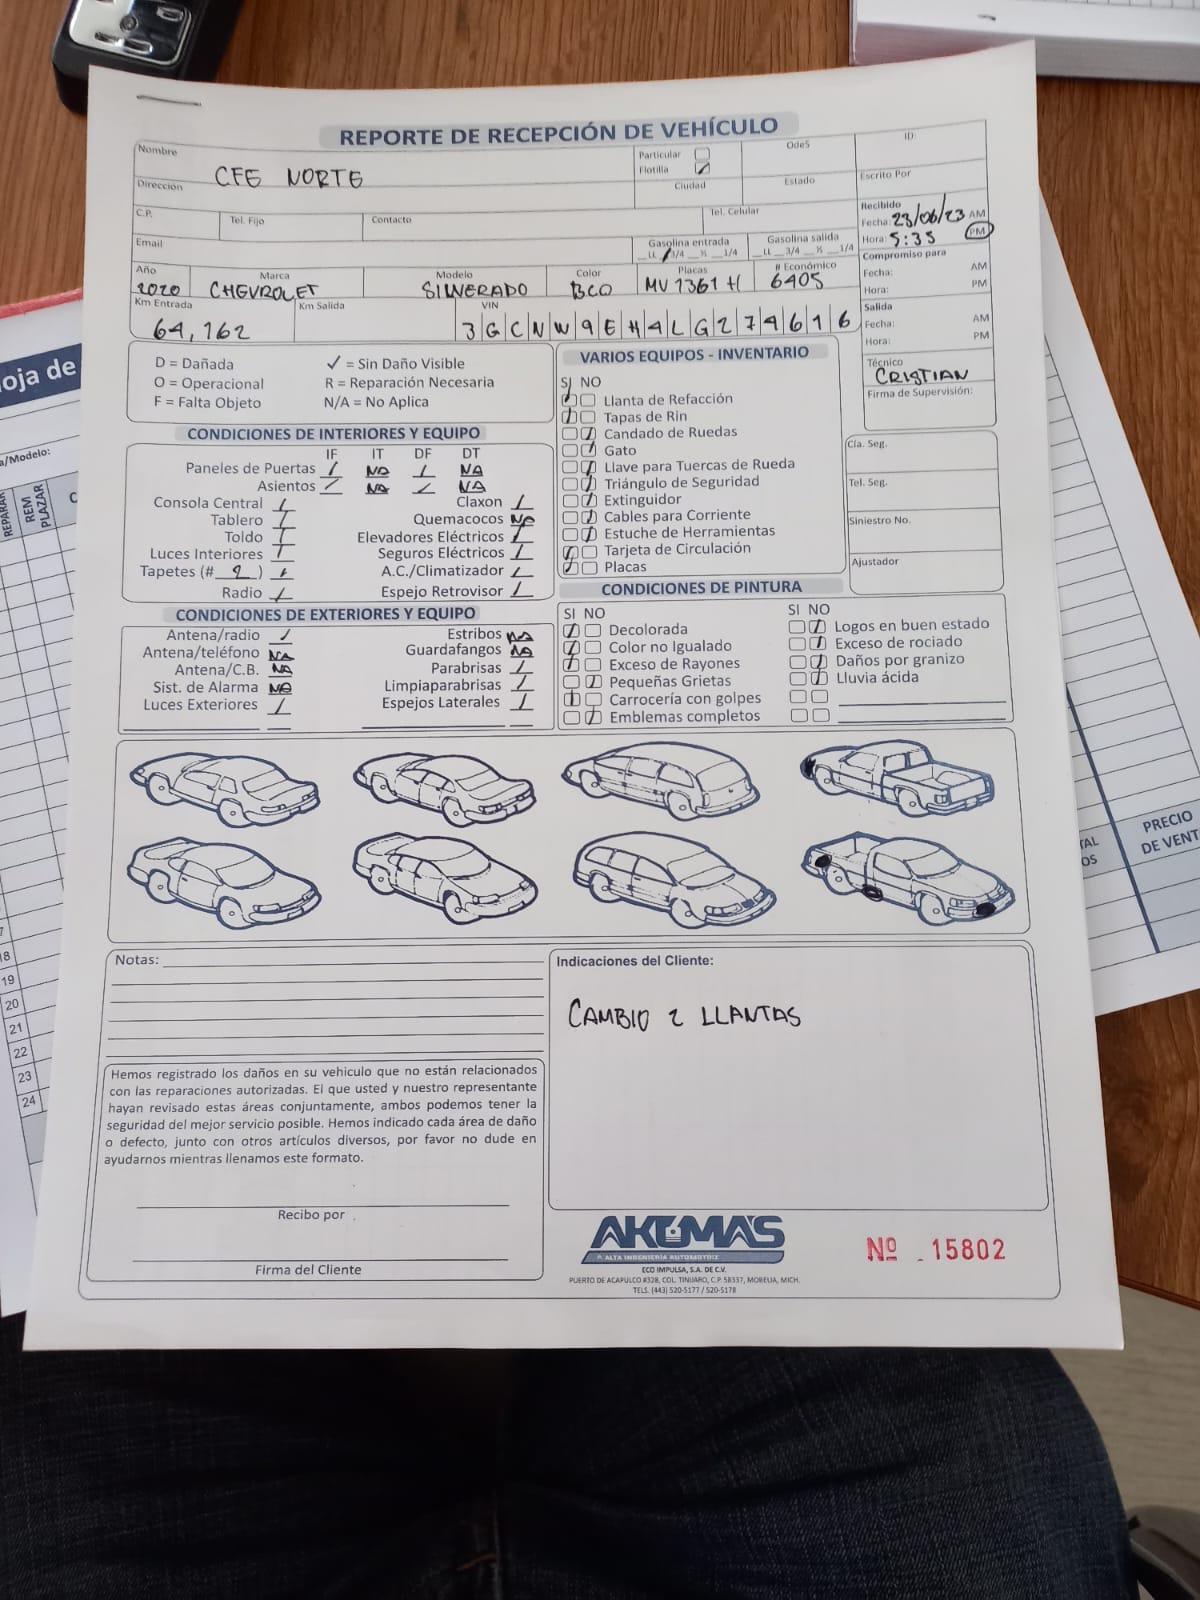 REPORTE DE RECEPCIÓN DE VEHÍCULO
Nombre CFE NORTE
Particular
Flotilla
OdeS
ID
Dirección
Ciudad
Estado
Escrito Por
C.P.
Tel. Fijo
Contacto
Tel. Celular
Recibido
Fecha: 23/06/23 AM
Hora: 5:35 PM
Email
Gasolina entrada
LL 3/4 ½ 1/4
Gasolina salida
LL 3/4 ½ 1/4
Compromiso para
Fecha: AM
Hora: PM
Año 2020
Marca CHEVROLET
Modelo SILVERADO
Color BCO
Placas MV 1361 H
# Económico 6405
Km Entrada 64,162
Km Salida
VIN 3GCNW9EH4LG274616
Salida
Fecha: AM
Hora: PM
Técnico
CRISTIAN
Firma de Supervisión:
D = Dañada
O = Operacional
F = Falta Objeto
✓ = Sin Daño Visible
R = Reparación Necesaria
N/A = No Aplica
CONDICIONES DE INTERIORES Y EQUIPO
IF IT DF DT
Paneles de Puertas ✓ NA ✓ NA
Asientos ✓ NA ✓ NA
Consola Central
Tablero
Toldo
Luces Interiores
Tapetes (# 2 )
Radio
Claxon
Quemacocos NA
Elevadores Eléctricos
Seguros Eléctricos
A.C./Climatizador
Espejo Retrovisor
CONDICIONES DE EXTERIORES Y EQUIPO
Antena/radio
Antena/teléfono NA
Antena/C.B. NA
Sist. de Alarma NA
Luces Exteriores
Estribos NA
Guardafangos NA
Parabrisas
Limpiaparabrisas
Espejos Laterales
VARIOS EQUIPOS - INVENTARIO
SI NO
Llanta de Refacción
Tapas de Rin
Candado de Ruedas
Gato
Llave para Tuercas de Rueda
Triángulo de Seguridad
Extinguidor
Cables para Corriente
Estuche de Herramientas
Tarjeta de Circulación
Placas
Cía. Seg.
Tel. Seg.
Siniestro No.
Ajustador
CONDICIONES DE PINTURA
SI NO
Decolorada
Color no Igualado
Exceso de Rayones
Pequeñas Grietas
Carrocería con golpes
Emblemas completos
SI NO
Logos en buen estado
Exceso de rociado
Daños por granizo
Lluvia ácida
Notas:
Indicaciones del Cliente:
CAMBIO 2 LLANTAS
Hemos registrado los daños en su vehiculo que no están relacionados
con las reparaciones autorizadas. El que usted y nuestro representante
hayan revisado estas áreas conjuntamente, ambos podemos tener la
seguridad del mejor servicio posible. Hemos indicado cada área de daño
o defecto, junto con otros artículos diversos, por favor no dude en
ayudarnos mientras llenamos este formato.
Recibo por
Firma del Cliente
AKUMA'S
ALTA INGENIERÍA AUTOMOTRIZ
ECO IMPULSA, S.A. DE C.V.
PUERTO DE ACAPULCO #328, COL. TINIJARO, C.P. 58337, MORELIA, MICH.
TELS. (443) 520-5177 / 520-5178
Nº 15802
oja de
a/Modelo:
REPARAR
REM
PLAZAR
18
19
20
21
22
23
24
PRECIO
DE VENT